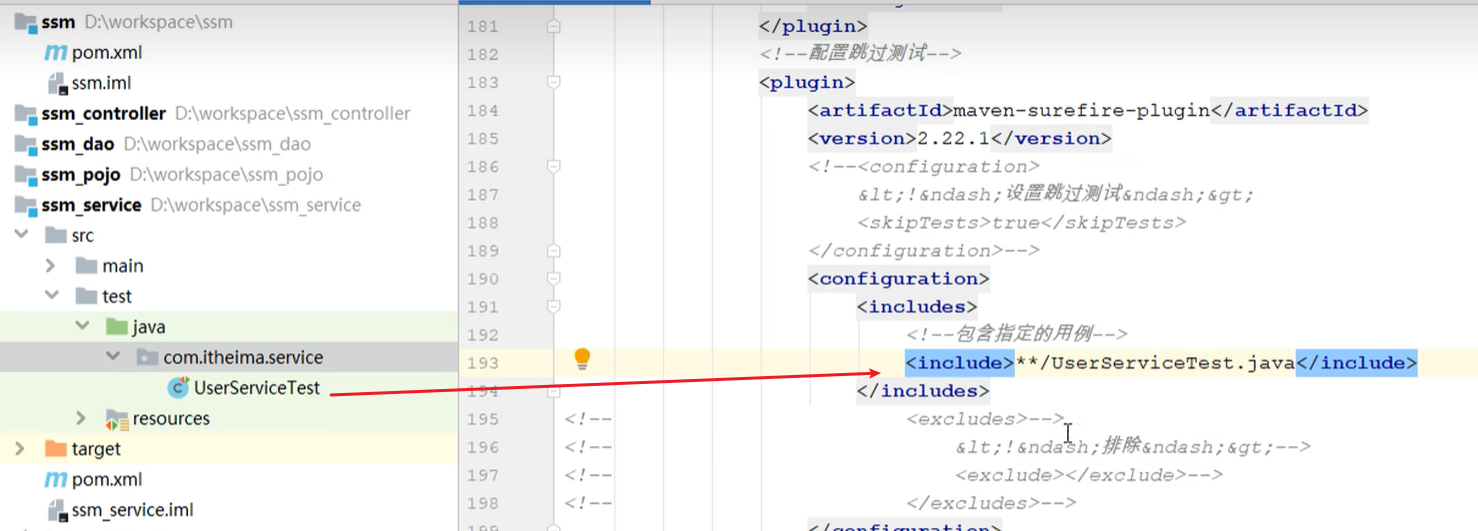 ssm D:\workspace\ssm
pom.xml
ssm.iml
ssm_controller D:\workspace\ssm_controller
ssm_dao D:\workspace\ssm_dao
ssm_pojo D:\workspace\ssm_pojo
ssm_service D:\workspace\ssm_service
src
main
test
java
com.itheima.service
UserServiceTest
resources
target
pom.xml
ssm_service.iml
181 </plugin>
182 <!--配置跳过测试-->
183 <plugin>
184 <artifactId>maven-surefire-plugin</artifactId>
185 <version>2.22.1</version>
186 <!--<configuration>
187 &lt;!&ndash;设置跳过测试&ndash;&gt;
188 <skipTests>true</skipTests>
189 </configuration>-->
190 <configuration>
191 <includes>
192 <!--包含指定的用例-->
193 <include>**/UserServiceTest.java</include>
194 </includes>
195 <!-- <excludes>-->
196 <!-- &lt;!&ndash;排除&ndash;&gt;-->
197 <!-- <exclude></exclude>-->
198 <!-- </excludes>-->
199 </configuration>